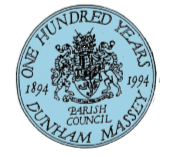 ONE HUNDRED YEARS
1894
1994
PARISH
COUNCIL
DUNHAM MASSEY